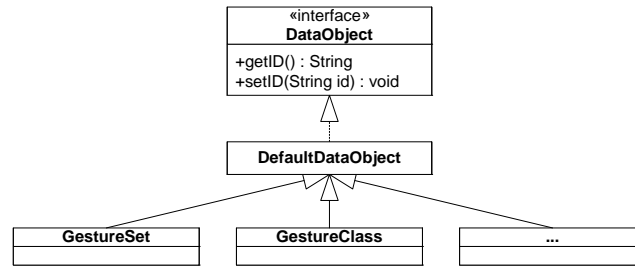 «interface»
DataObject
+getID() : String
+setID(String id) : void
DefaultDataObject
GestureSet
GestureClass
...